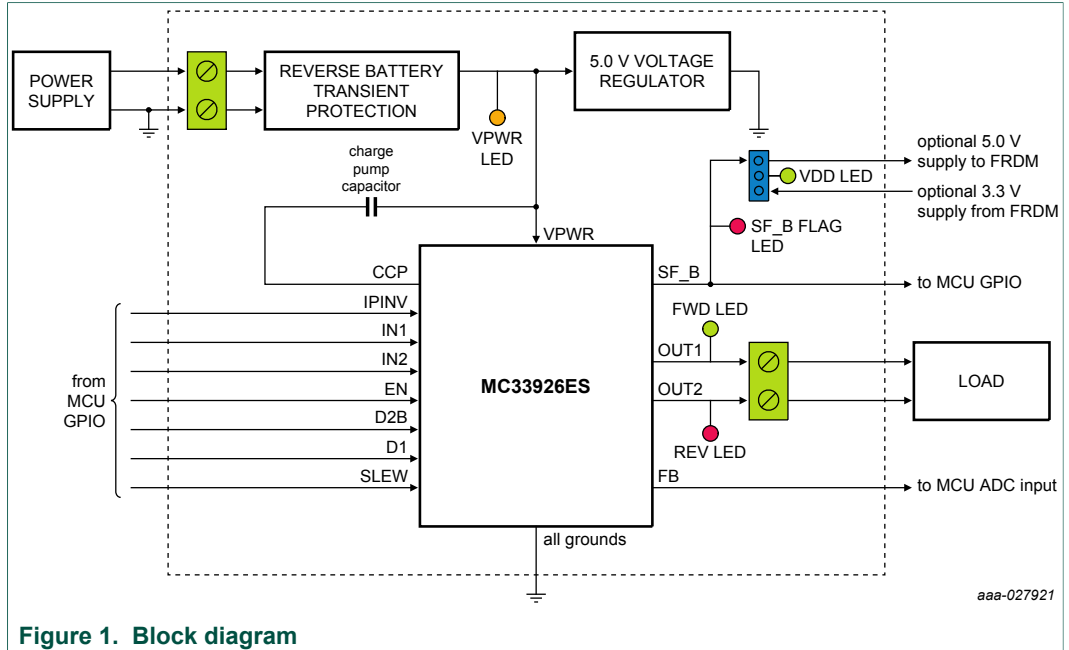 POWER
SUPPLY
REVERSE BATTERY
TRANSIENT
PROTECTION
VPWR
LED
5.0 V VOLTAGE
REGULATOR
charge
pump
capacitor
optional 5.0 V
supply to FRDM
VDD LED
optional 3.3 V
supply from FRDM
SF_B FLAG
LED
VPWR
CCP
SF_B
to MCU GPIO
from
MCU
GPIO
IPINV
IN1
IN2
EN
D2B
D1
SLEW
MC33926ES
FWD LED
OUT1
OUT2
REV LED
LOAD
FB
to MCU ADC input
all grounds
aaa-027921
Figure 1. Block diagram